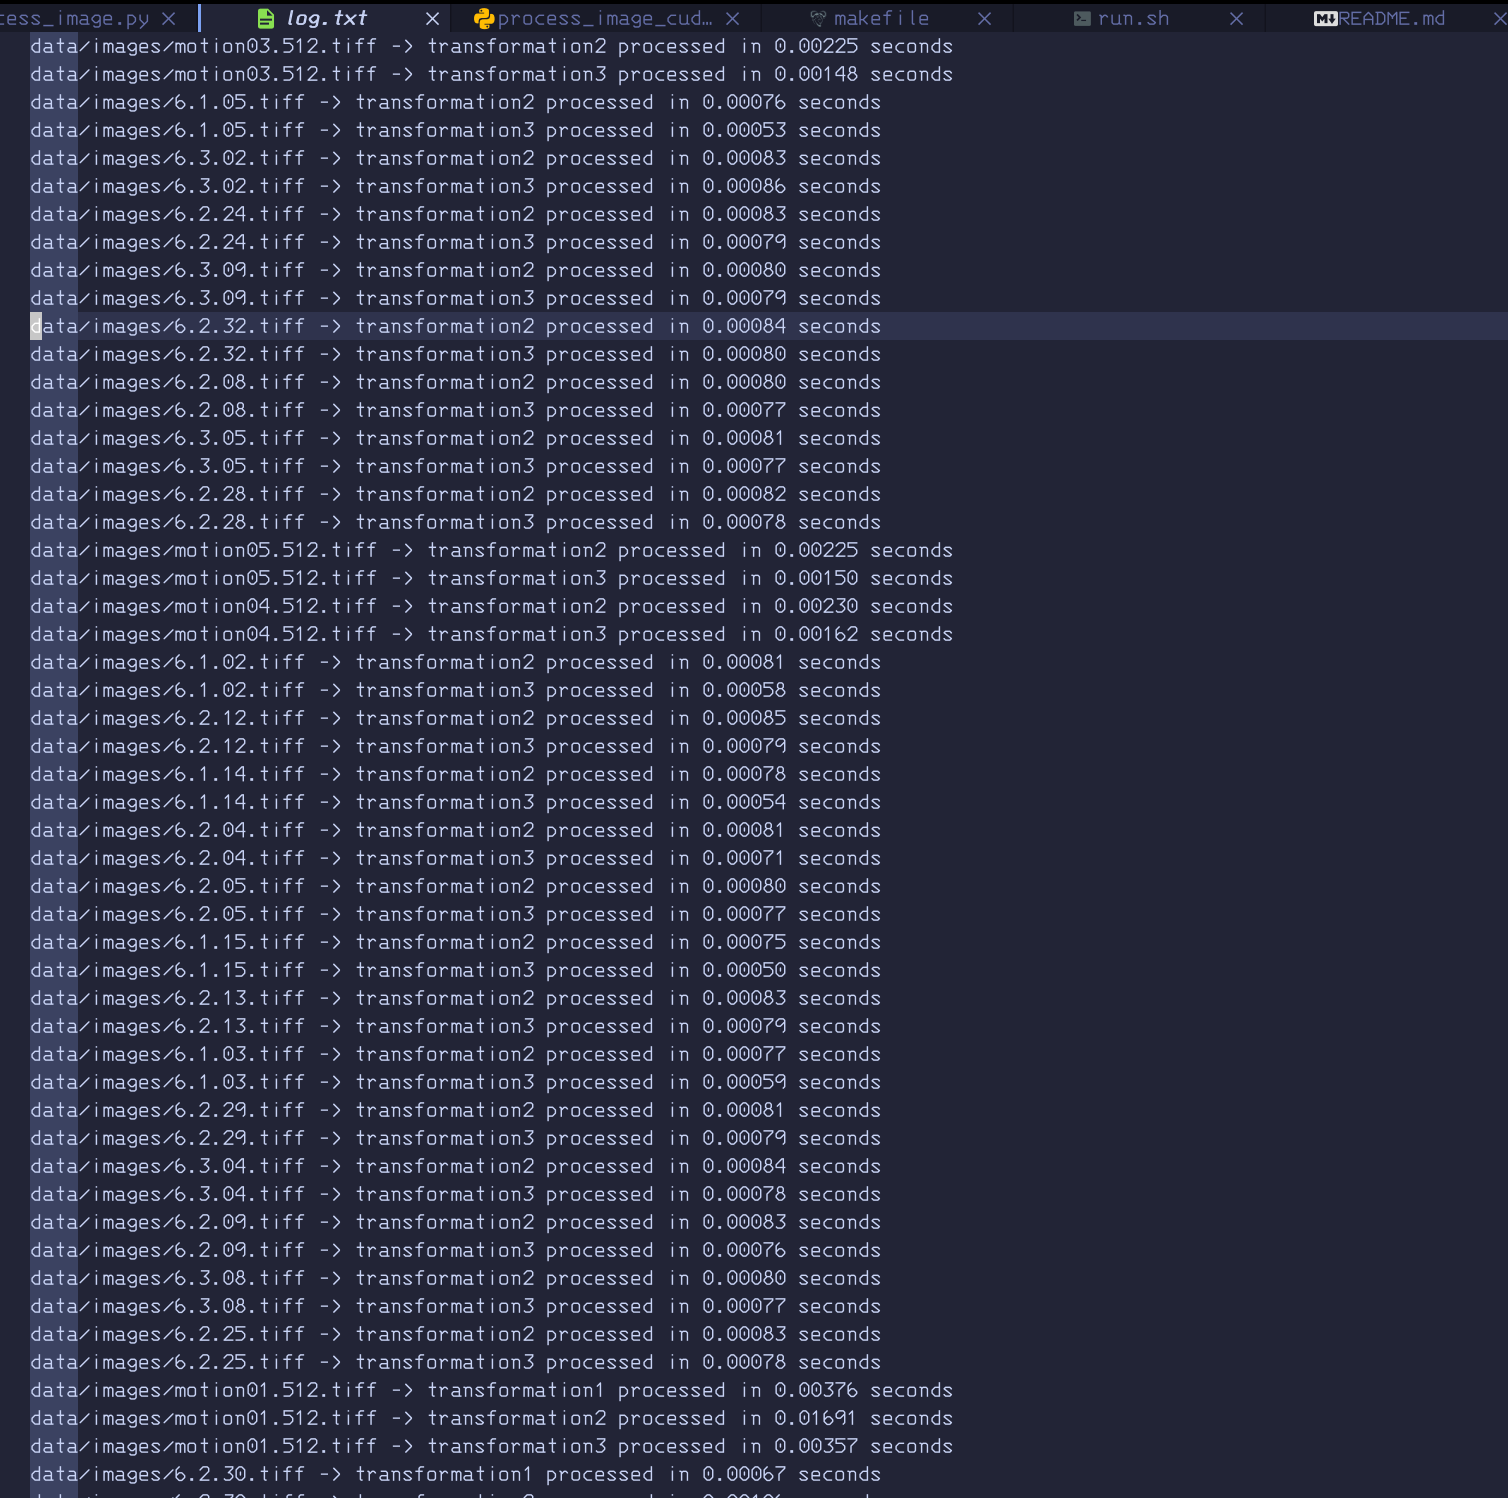 cess_image.py log.txt process_image_cud… makefile run.sh README.md
data/images/motion03.512.tiff -> transformation2 processed in 0.00225 seconds
data/images/motion03.512.tiff -> transformation3 processed in 0.00148 seconds
data/images/6.1.05.tiff -> transformation2 processed in 0.00076 seconds
data/images/6.1.05.tiff -> transformation3 processed in 0.00053 seconds
data/images/6.3.02.tiff -> transformation2 processed in 0.00083 seconds
data/images/6.3.02.tiff -> transformation3 processed in 0.00086 seconds
data/images/6.2.24.tiff -> transformation2 processed in 0.00083 seconds
data/images/6.2.24.tiff -> transformation3 processed in 0.00079 seconds
data/images/6.3.09.tiff -> transformation2 processed in 0.00080 seconds
data/images/6.3.09.tiff -> transformation3 processed in 0.00079 seconds
data/images/6.2.32.tiff -> transformation2 processed in 0.00084 seconds
data/images/6.2.32.tiff -> transformation3 processed in 0.00080 seconds
data/images/6.2.08.tiff -> transformation2 processed in 0.00080 seconds
data/images/6.2.08.tiff -> transformation3 processed in 0.00077 seconds
data/images/6.3.05.tiff -> transformation2 processed in 0.00081 seconds
data/images/6.3.05.tiff -> transformation3 processed in 0.00077 seconds
data/images/6.2.28.tiff -> transformation2 processed in 0.00082 seconds
data/images/6.2.28.tiff -> transformation3 processed in 0.00078 seconds
data/images/motion05.512.tiff -> transformation2 processed in 0.00225 seconds
data/images/motion05.512.tiff -> transformation3 processed in 0.00150 seconds
data/images/motion04.512.tiff -> transformation2 processed in 0.00230 seconds
data/images/motion04.512.tiff -> transformation3 processed in 0.00162 seconds
data/images/6.1.02.tiff -> transformation2 processed in 0.00081 seconds
data/images/6.1.02.tiff -> transformation3 processed in 0.00058 seconds
data/images/6.2.12.tiff -> transformation2 processed in 0.00085 seconds
data/images/6.2.12.tiff -> transformation3 processed in 0.00079 seconds
data/images/6.1.14.tiff -> transformation2 processed in 0.00078 seconds
data/images/6.1.14.tiff -> transformation3 processed in 0.00054 seconds
data/images/6.2.04.tiff -> transformation2 processed in 0.00081 seconds
data/images/6.2.04.tiff -> transformation3 processed in 0.00071 seconds
data/images/6.2.05.tiff -> transformation2 processed in 0.00080 seconds
data/images/6.2.05.tiff -> transformation3 processed in 0.00077 seconds
data/images/6.1.15.tiff -> transformation2 processed in 0.00075 seconds
data/images/6.1.15.tiff -> transformation3 processed in 0.00050 seconds
data/images/6.2.13.tiff -> transformation2 processed in 0.00083 seconds
data/images/6.2.13.tiff -> transformation3 processed in 0.00079 seconds
data/images/6.1.03.tiff -> transformation2 processed in 0.00077 seconds
data/images/6.1.03.tiff -> transformation3 processed in 0.00059 seconds
data/images/6.2.29.tiff -> transformation2 processed in 0.00081 seconds
data/images/6.2.29.tiff -> transformation3 processed in 0.00079 seconds
data/images/6.3.04.tiff -> transformation2 processed in 0.00084 seconds
data/images/6.3.04.tiff -> transformation3 processed in 0.00078 seconds
data/images/6.2.09.tiff -> transformation2 processed in 0.00083 seconds
data/images/6.2.09.tiff -> transformation3 processed in 0.00076 seconds
data/images/6.3.08.tiff -> transformation2 processed in 0.00080 seconds
data/images/6.3.08.tiff -> transformation3 processed in 0.00077 seconds
data/images/6.2.25.tiff -> transformation2 processed in 0.00083 seconds
data/images/6.2.25.tiff -> transformation3 processed in 0.00078 seconds
data/images/motion01.512.tiff -> transformation1 processed in 0.00376 seconds
data/images/motion01.512.tiff -> transformation2 processed in 0.01691 seconds
data/images/motion01.512.tiff -> transformation3 processed in 0.00357 seconds
data/images/6.2.30.tiff -> transformation1 processed in 0.00067 seconds